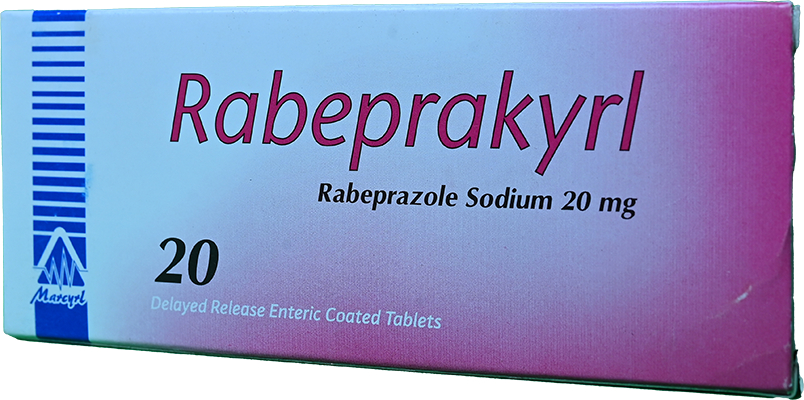 Rabeprakyrl
Rabeprazole Sodium 20 mg
20
Delayed Release Enteric Coated Tablets
Marcyrl